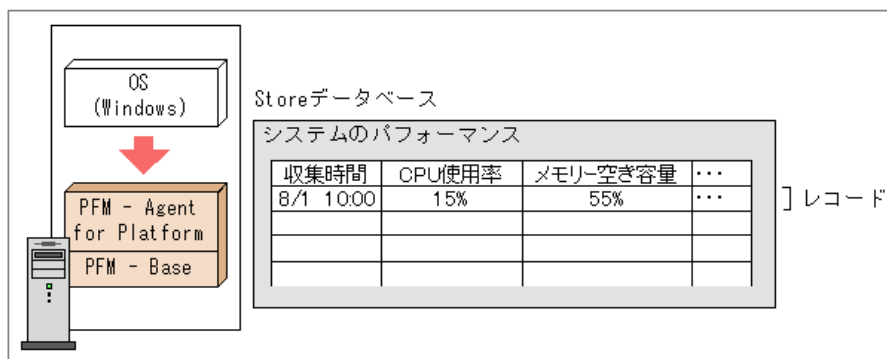 OS
(Windows)
PFM - Agent
for Platform
PFM - Base
Storeデータベース
システムのパフォーマンス
収集時間 CPU使用率 メモリー空き容量 ・・・
8/1 10:00 15% 55% ・・・
レコード